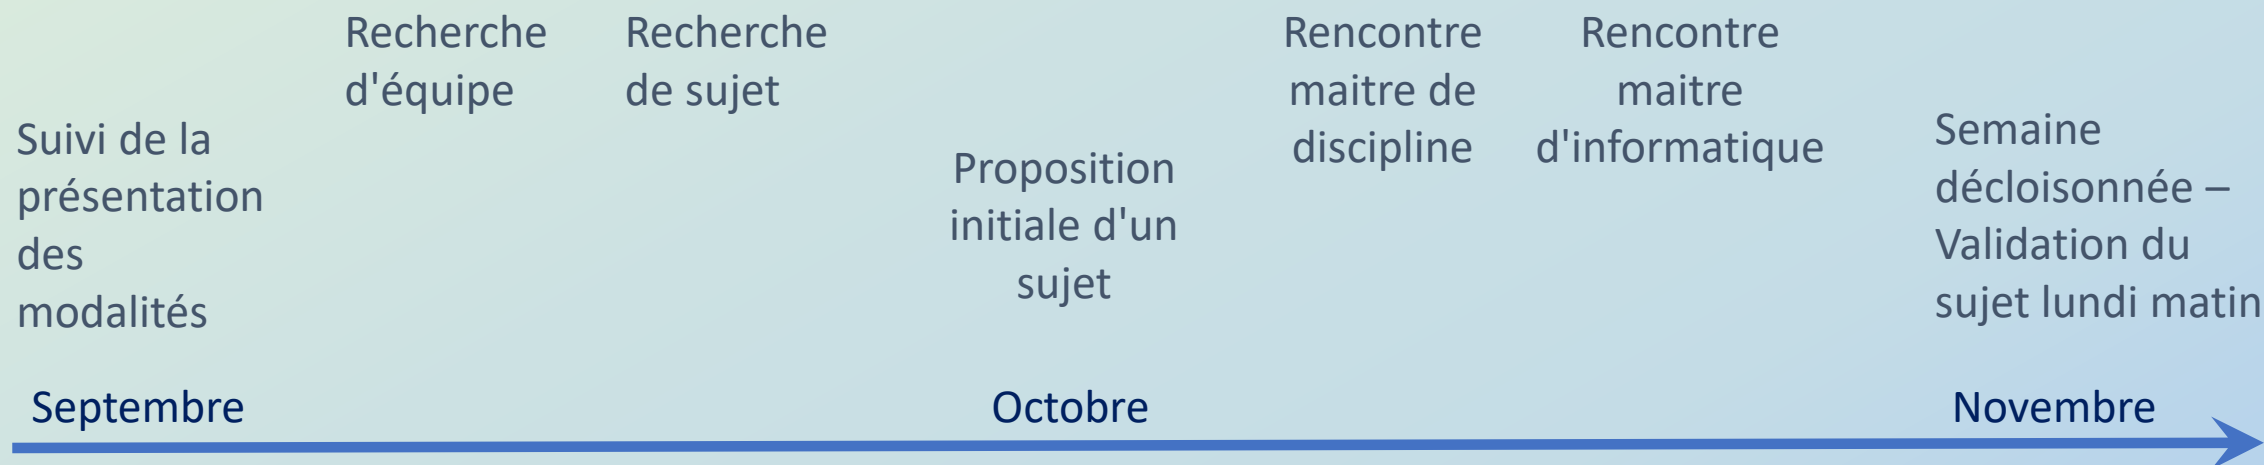 Suivi de la
présentation
des
modalités
Recherche
d'équipe
Recherche
de sujet
Proposition
initiale d'un
sujet
Rencontre
maitre de
discipline
Rencontre
maitre
d'informatique
Semaine
décloisonnée –
Validation du
sujet lundi matin
Septembre
Octobre
Novembre